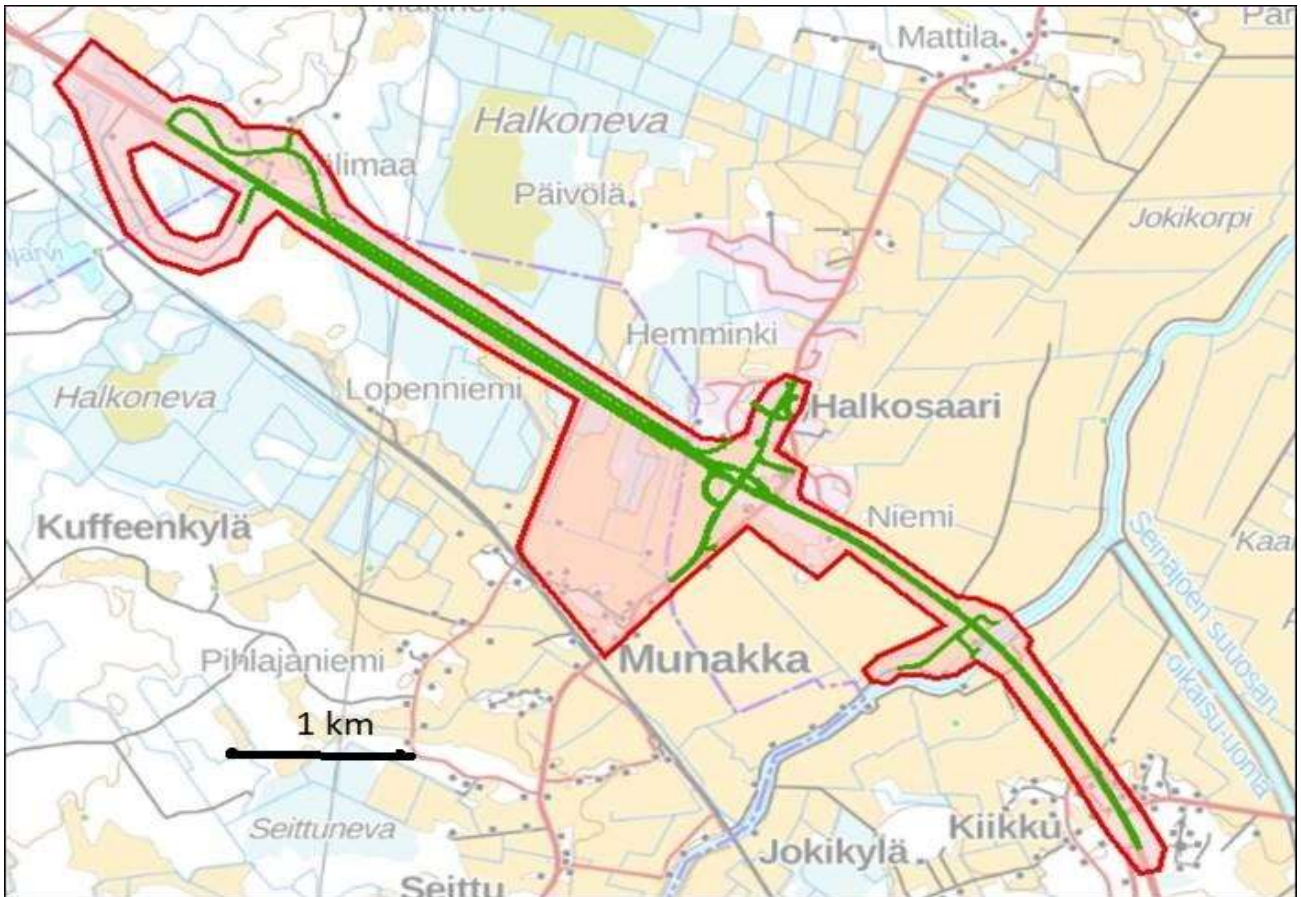 Mattila
Halkoneva
Päivölä
Jokikorpi
Hemminki
Lopenniemi
Halkoneva
Halkosaari
Niemi
Kuffeenkylä
Pihlajaniemi
Munakka
Seinäjoen suuosan
oikaisu-uoma
1 km
Seittuneva
Kiikku
Jokikylä
Seittu